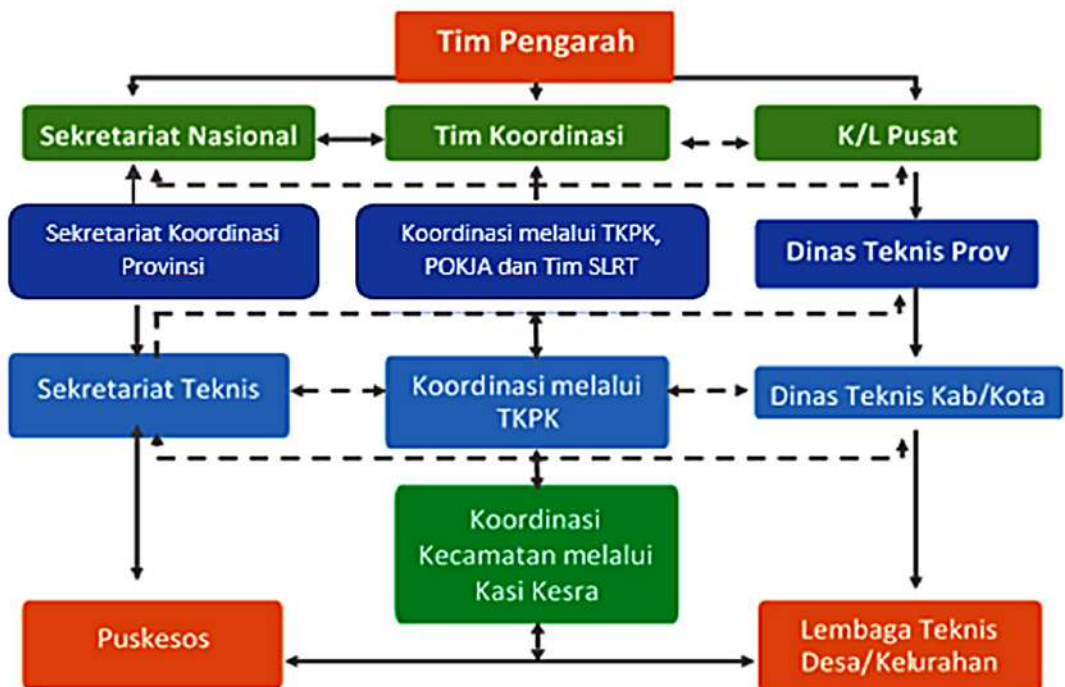 Tim Pengarah
Sekretariat Nasional
Tim Koordinasi
K/L Pusat
Sekretariat Koordinasi
Provinsi
Koordinasi melalui TKPK,
POKJA dan Tim SLRT
Dinas Teknis Prov
Sekretariat Teknis
Koordinasi melalui
TKPK
Dinas Teknis Kab/Kota
Koordinasi
Kecamatan melalui
Kasi Kesra
Puskesos
Lembaga Teknis
Desa/Kelurahan